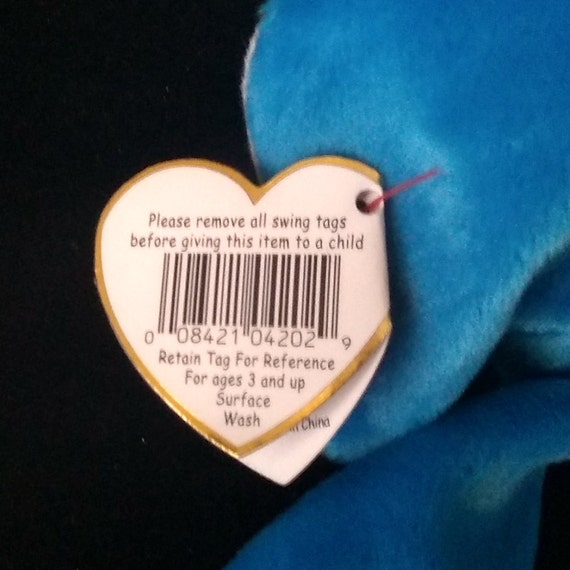 Please remove all swing tags
before giving this item to a child
0 08421 04202 9
Retain Tag For Reference
For ages 3 and up
Surface
Wash
China